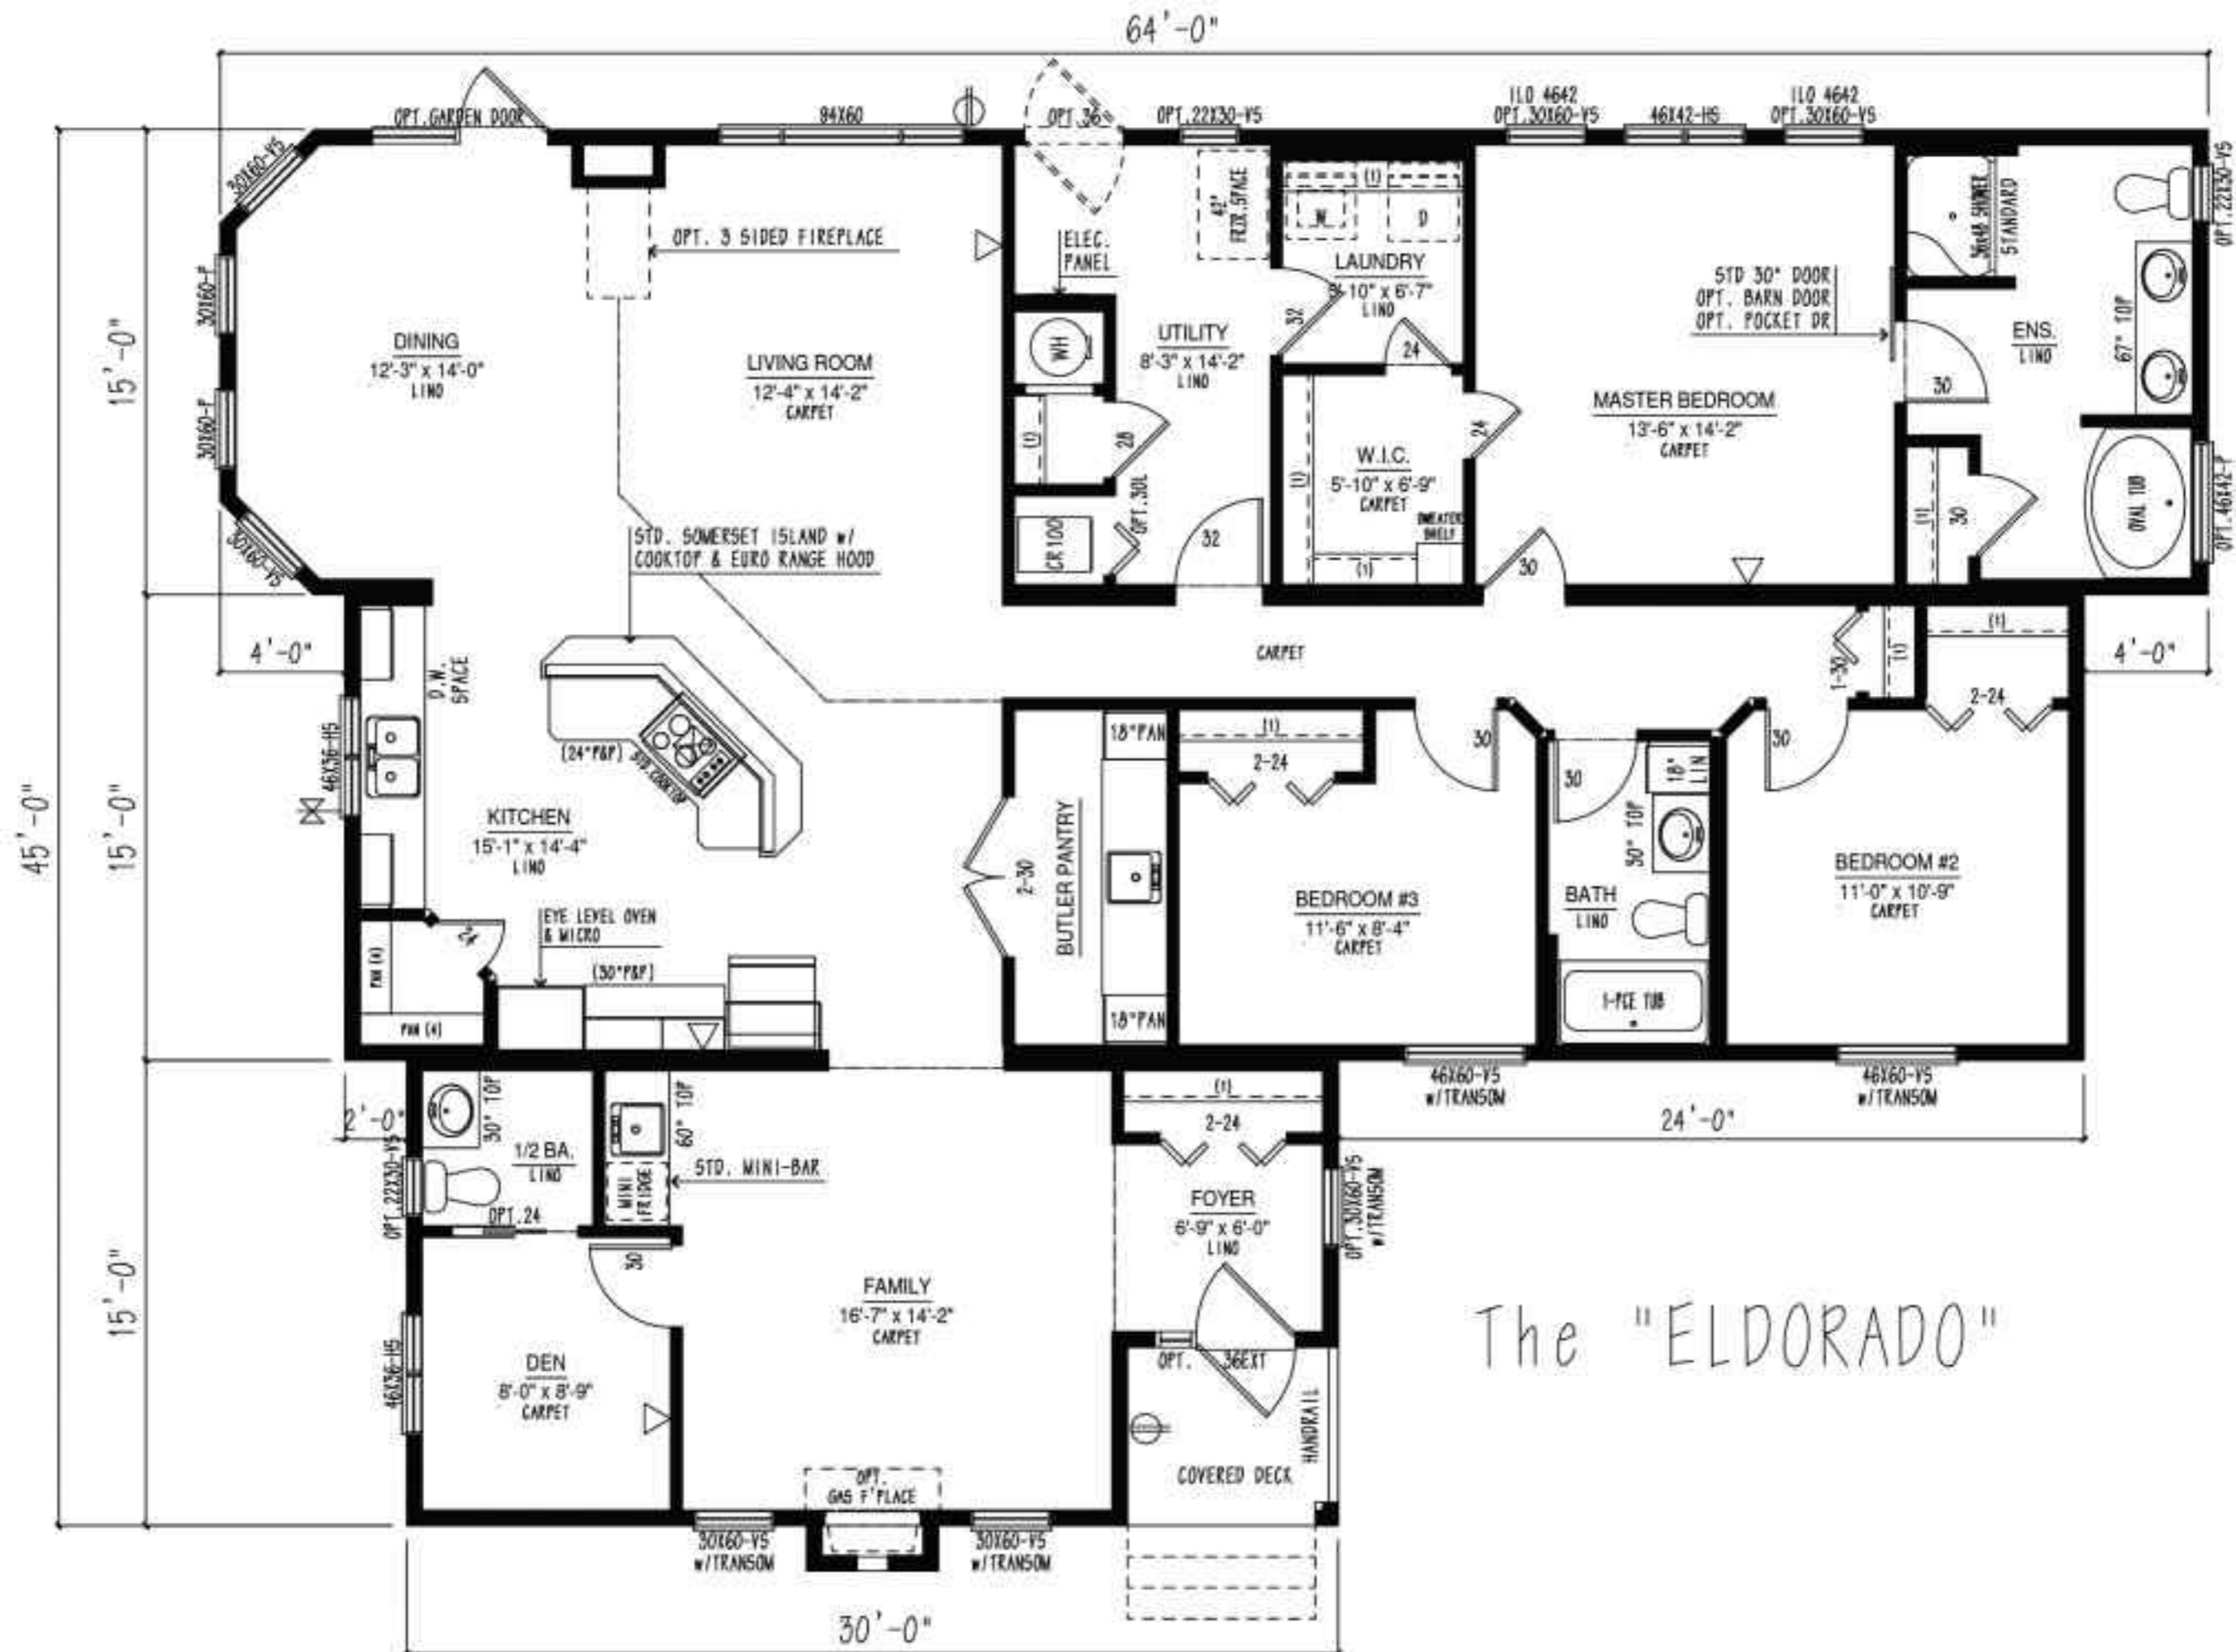 64'-0"
OPT.GARDEN DOOR
94X60
OPT.36
OPT.22X30-VS
ILO 4642
OPT.30X60-VS
46X42-HS
ILO 4642
OPT.30X60-VS
30X60-VS
30X60-F
30X60-F
30X60-VS
OPT. 3 SIDED FIREPLACE
DINING
12'-3" x 14'-0"
LINO
LIVING ROOM
12'-4" x 14'-2"
CARPET
ELEC.
PANEL
42"
FRZR.SPACE
WH
UTILITY
8'-3" x 14'-2"
LINO
(1)
28
OPT.30L
CR100
32
(1)
W
D
LAUNDRY
5'-10" x 6'-7"
LINO
32
24
W.I.C.
5'-10" x 6'-9"
CARPET
(1)
(1)
SWEATER
SHELF
24
MASTER BEDROOM
13'-6" x 14'-2"
CARPET
30
STD 30" DOOR
OPT. BARN DOOR
OPT. POCKET DR
36x48 SHOWER
STANDARD
OPT.22X30-VS
ENS.
LINO
67" TOP
30
(1)
30
OVAL TUB
OPT.46X42-F
15'-0"
4'-0"
4'-0"
STD. SOMERSET ISLAND w/
COOKTOP & EURO RANGE HOOD
D.W.
SPACE
46X36-HS
(24"P&P)
STD.COOKTOP
KITCHEN
15'-1" x 14'-4"
LINO
EYE LEVEL OVEN
& MICRO
(30"P&P)
24
PAN (4)
PAN (4)
45'-0"
15'-0"
CARPET
2-30
BUTLER PANTRY
18"PAN
18"PAN
(1)
2-24
30
BEDROOM #3
11'-6" x 8'-4"
CARPET
30
18"
LIN
30" TOP
BATH
LINO
1-PCE TUB
1-30
(1)
(1)
2-24
30
BEDROOM #2
11'-0" x 10'-9"
CARPET
46X60-VS
w/TRANSOM
46X60-VS
w/TRANSOM
24'-0"
2'-0"
30" TOP
1/2 BA.
LINO
OPT.22X30-VS
OPT.24
60" TOP
MINI
FRIDGE
STD. MINI-BAR
30
DEN
8'-0" x 8'-9"
CARPET
46X36-HS
15'-0"
FAMILY
16'-7" x 14'-2"
CARPET
(1)
2-24
FOYER
6'-9" x 6'-0"
LINO
OPT.30X60-VS
w/TRANSOM
OPT.
36EXT
HANDRAIL
COVERED DECK
OPT.
GAS F'PLACE
30X60-VS
w/TRANSOM
30X60-VS
w/TRANSOM
30'-0"
The "ELDORADO"